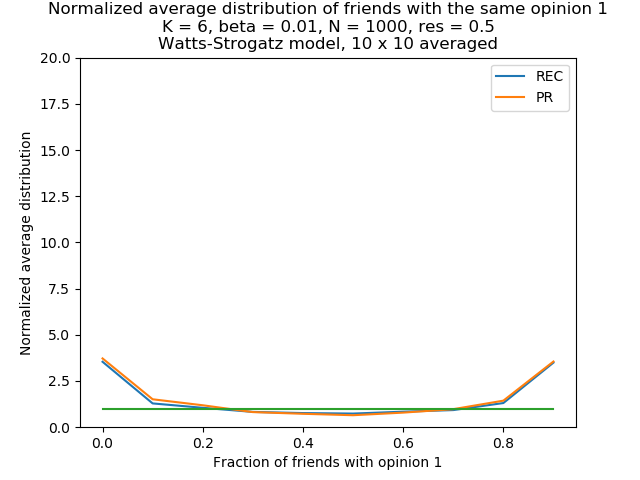 Normalized average distribution of friends with the same opinion 1
K = 6, beta = 0.01, N = 1000, res = 0.5
Watts-Strogatz model, 10 x 10 averaged
REC
PR
Normalized average distribution
20.0
17.5
15.0
12.5
10.0
7.5
5.0
2.5
0.0
0.0 0.2 0.4 0.6 0.8
Fraction of friends with opinion 1